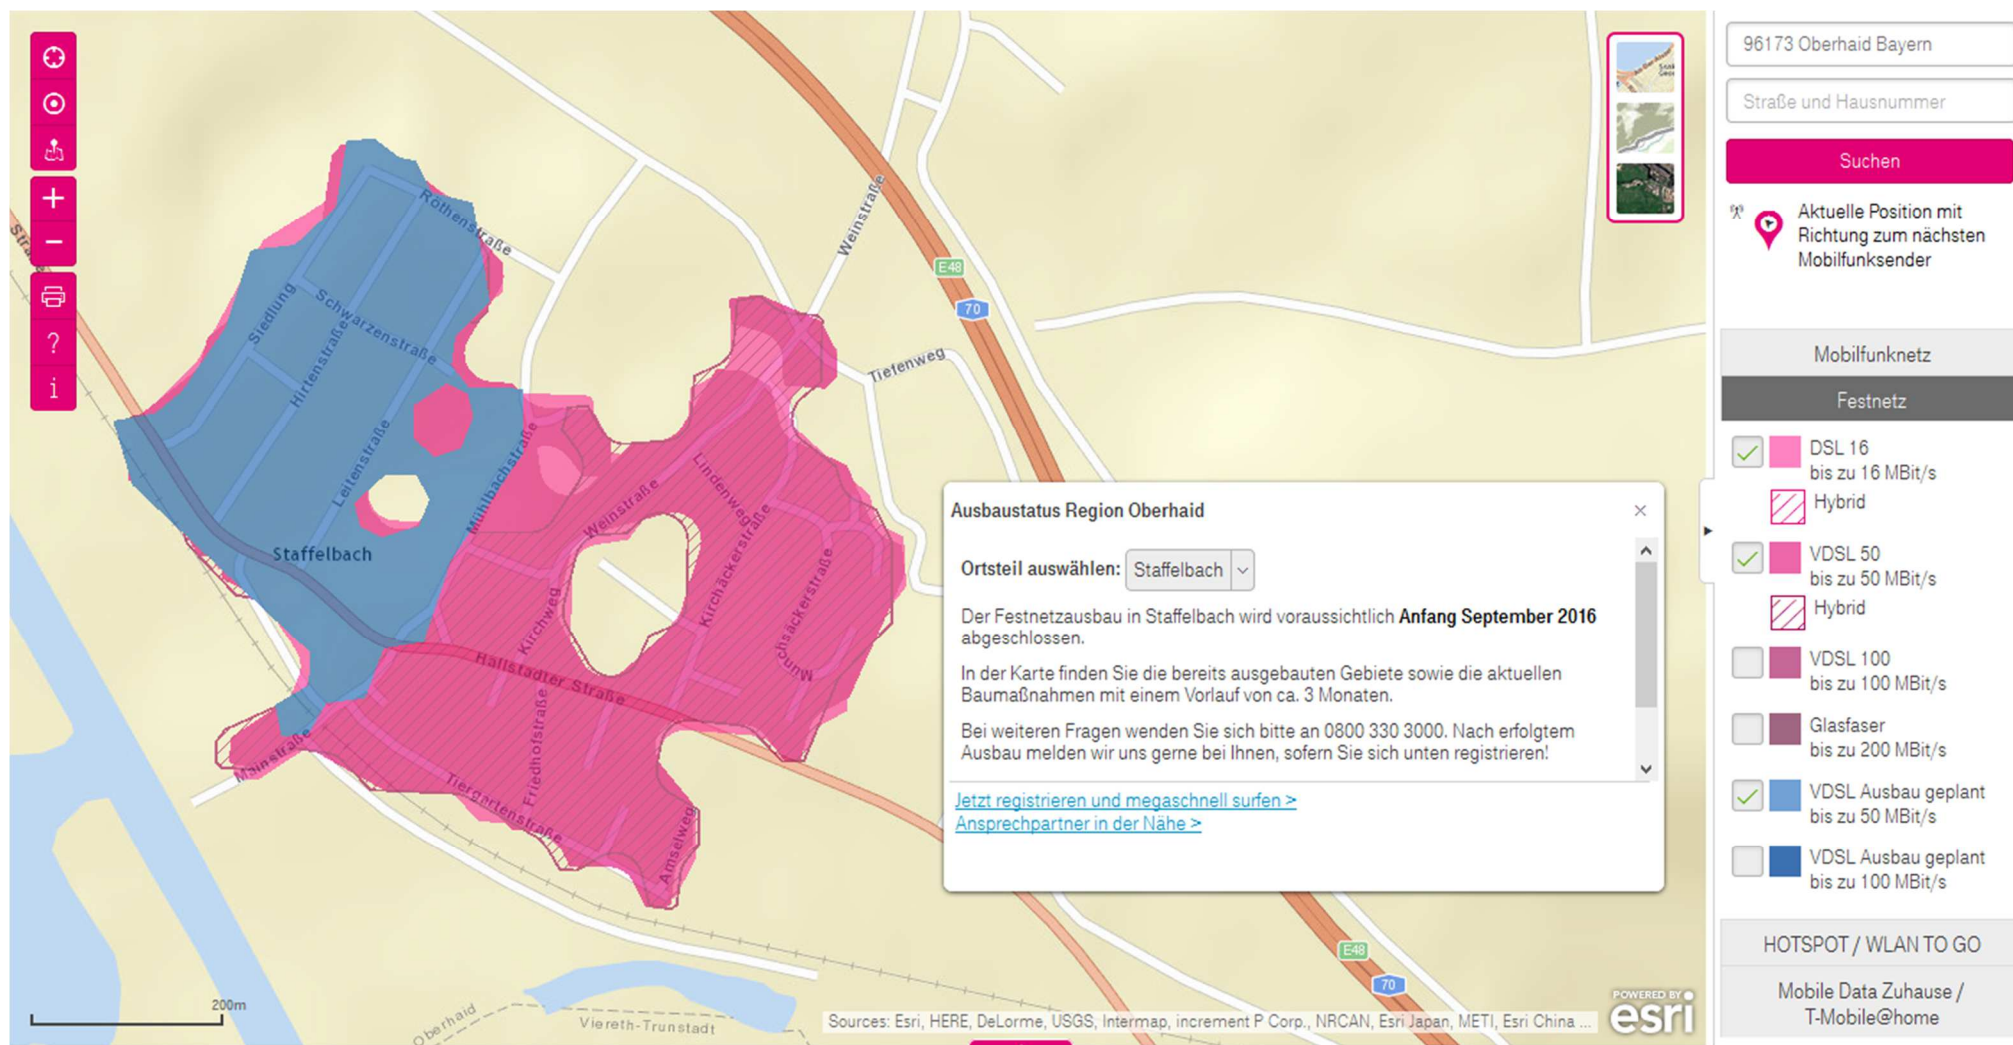 96173 Oberhaid Bayern
Straße und Hausnummer
Suchen
Aktuelle Position mit
Richtung zum nächsten
Mobilfunksender
Mobilfunknetz
Festnetz
DSL 16
bis zu 16 MBit/s
Hybrid
VDSL 50
bis zu 50 MBit/s
Hybrid
VDSL 100
bis zu 100 MBit/s
Glasfaser
bis zu 200 MBit/s
VDSL Ausbau geplant
bis zu 50 MBit/s
VDSL Ausbau geplant
bis zu 100 MBit/s
HOTSPOT / WLAN TO GO
Mobile Data Zuhause /
T-Mobile@home
Röthenstraße
Weinstraße
E48
70
Siedlung
Schwarzenstraße
Hirtenstraße
Tiefenweg
Leitenstraße
Mühlbachstraße
Weinstraße
Lindenweg
Kirchäckerstraße
Münchsäckerstraße
Staffelbach
Kirchweg
Hallstadter Straße
Mainstraße
Friedhofstraße
Tiergartenstraße
Amselweg
Ausbaustatus Region Oberhaid
Ortsteil auswählen: Staffelbach
Der Festnetzausbau in Staffelbach wird voraussichtlich Anfang September 2016
abgeschlossen.
In der Karte finden Sie die bereits ausgebauten Gebiete sowie die aktuellen
Baumaßnahmen mit einem Vorlauf von ca. 3 Monaten.
Bei weiteren Fragen wenden Sie sich bitte an 0800 330 3000. Nach erfolgtem
Ausbau melden wir uns gerne bei Ihnen, sofern Sie sich unten registrieren!
Jetzt registrieren und megaschnell surfen >
Ansprechpartner in der Nähe >
E48
70
200m
Oberhaid
Viereth-Trunstadt
Sources: Esri, HERE, DeLorme, USGS, Intermap, increment P Corp., NRCAN, Esri Japan, METI, Esri China ...
POWERED BY
esri